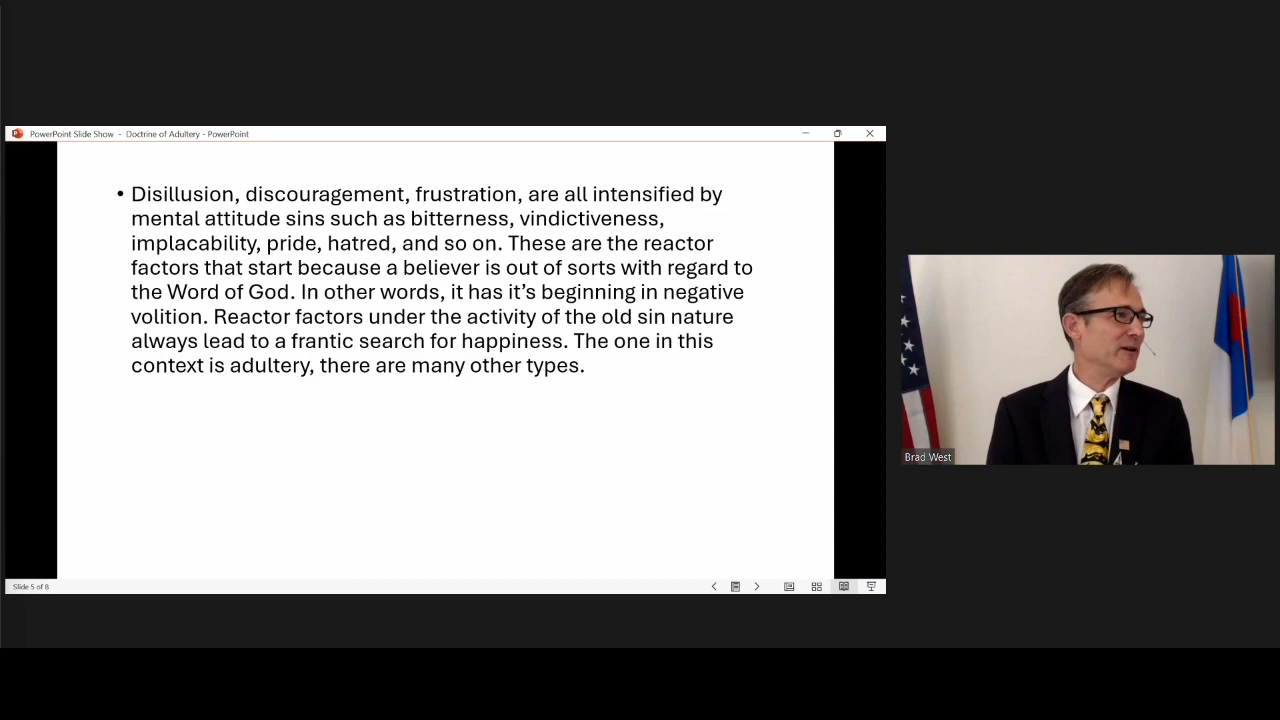 PowerPoint Slide Show - Doctrine of Adultery - PowerPoint
• Disillusion, discouragement, frustration, are all intensified by
mental attitude sins such as bitterness, vindictiveness,
implacability, pride, hatred, and so on. These are the reactor
factors that start because a believer is out of sorts with regard to
the Word of God. In other words, it has it’s beginning in negative
volition. Reactor factors under the activity of the old sin nature
always lead to a frantic search for happiness. The one in this
context is adultery, there are many other types.
Brad West
Slide 5 of 8